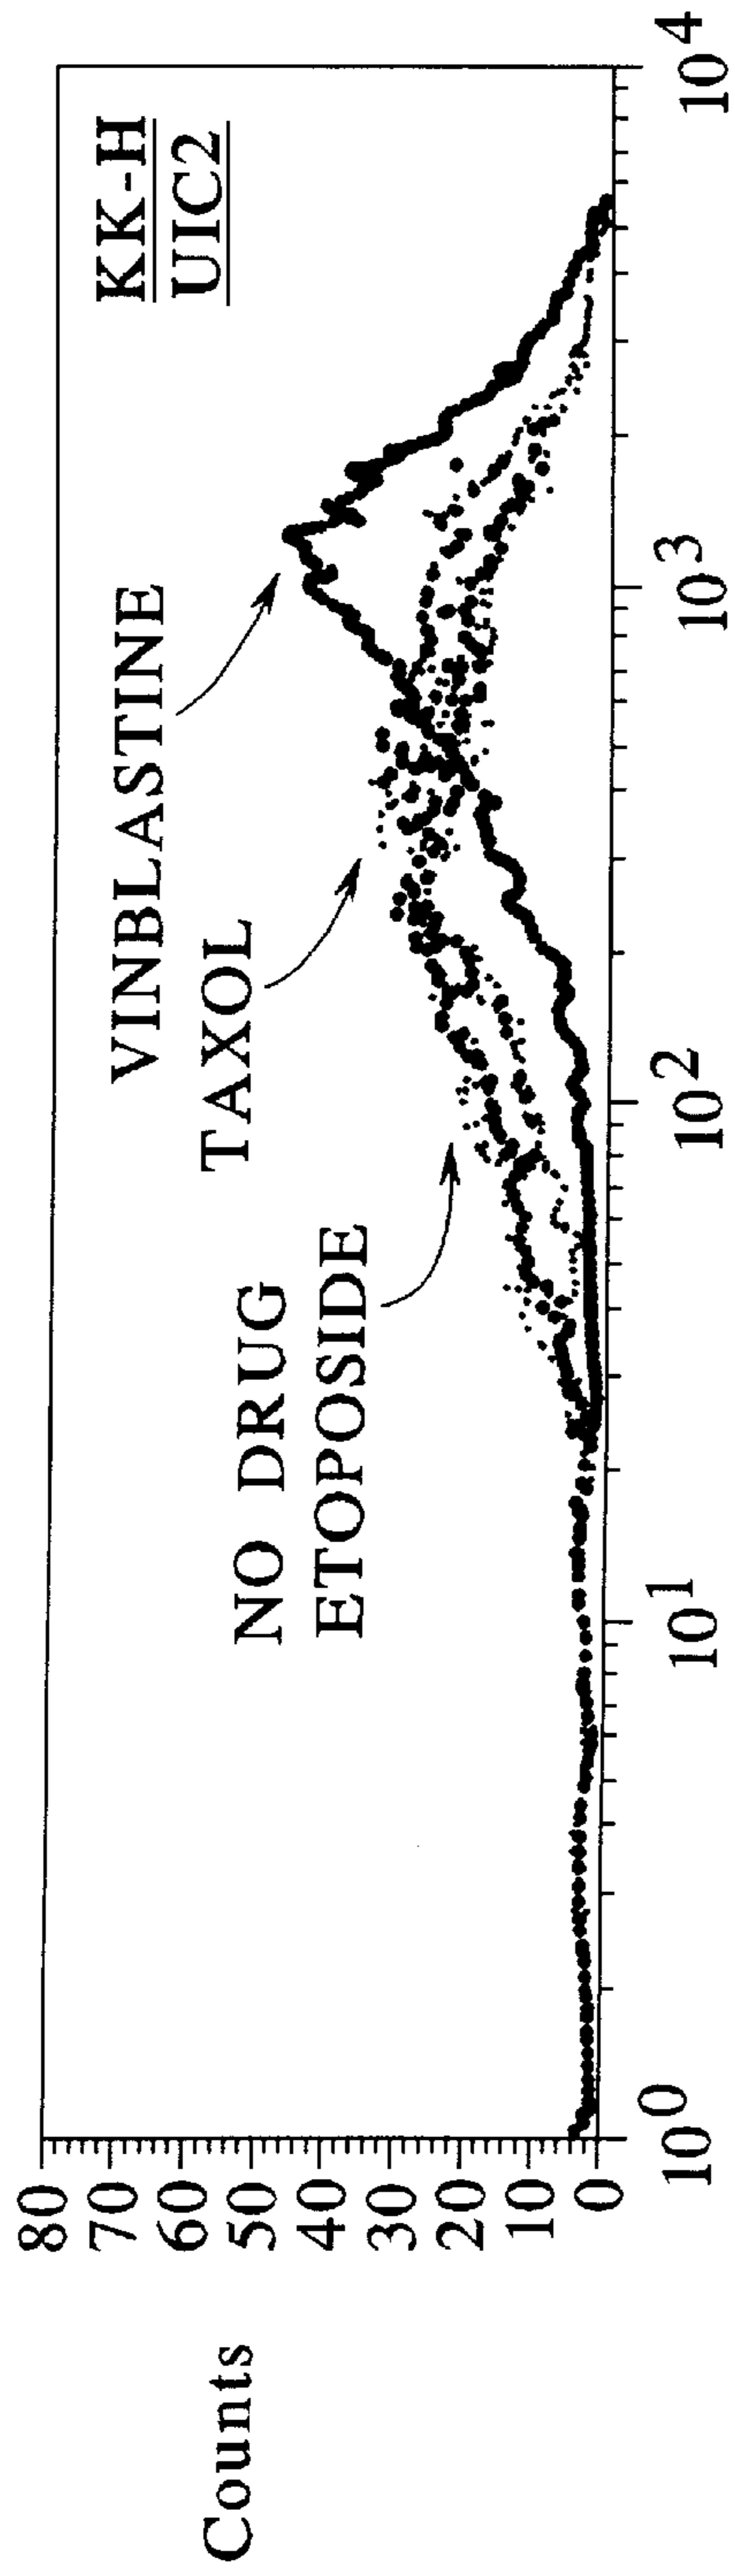 KK-H
UIC2
VINBLASTINE
TAXOL
NO DRUG
ETOPOSIDE
Counts
80
70
60
50
40
30
20
10
0
10^0
10^1
10^2
10^3
10^4